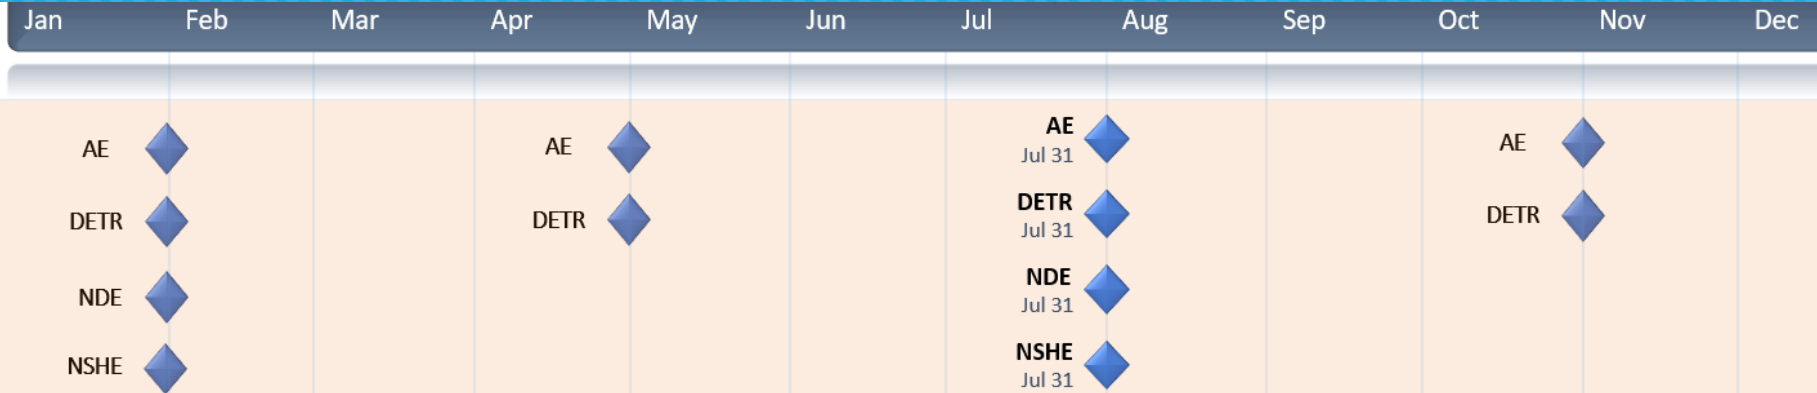 Jan Feb Mar Apr May Jun Jul Aug Sep Oct Nov Dec
AE AE AE AE
Jul 31
DETR DETR DETR DETR
Jul 31
NDE NDE
Jul 31
NSHE NSHE
Jul 31